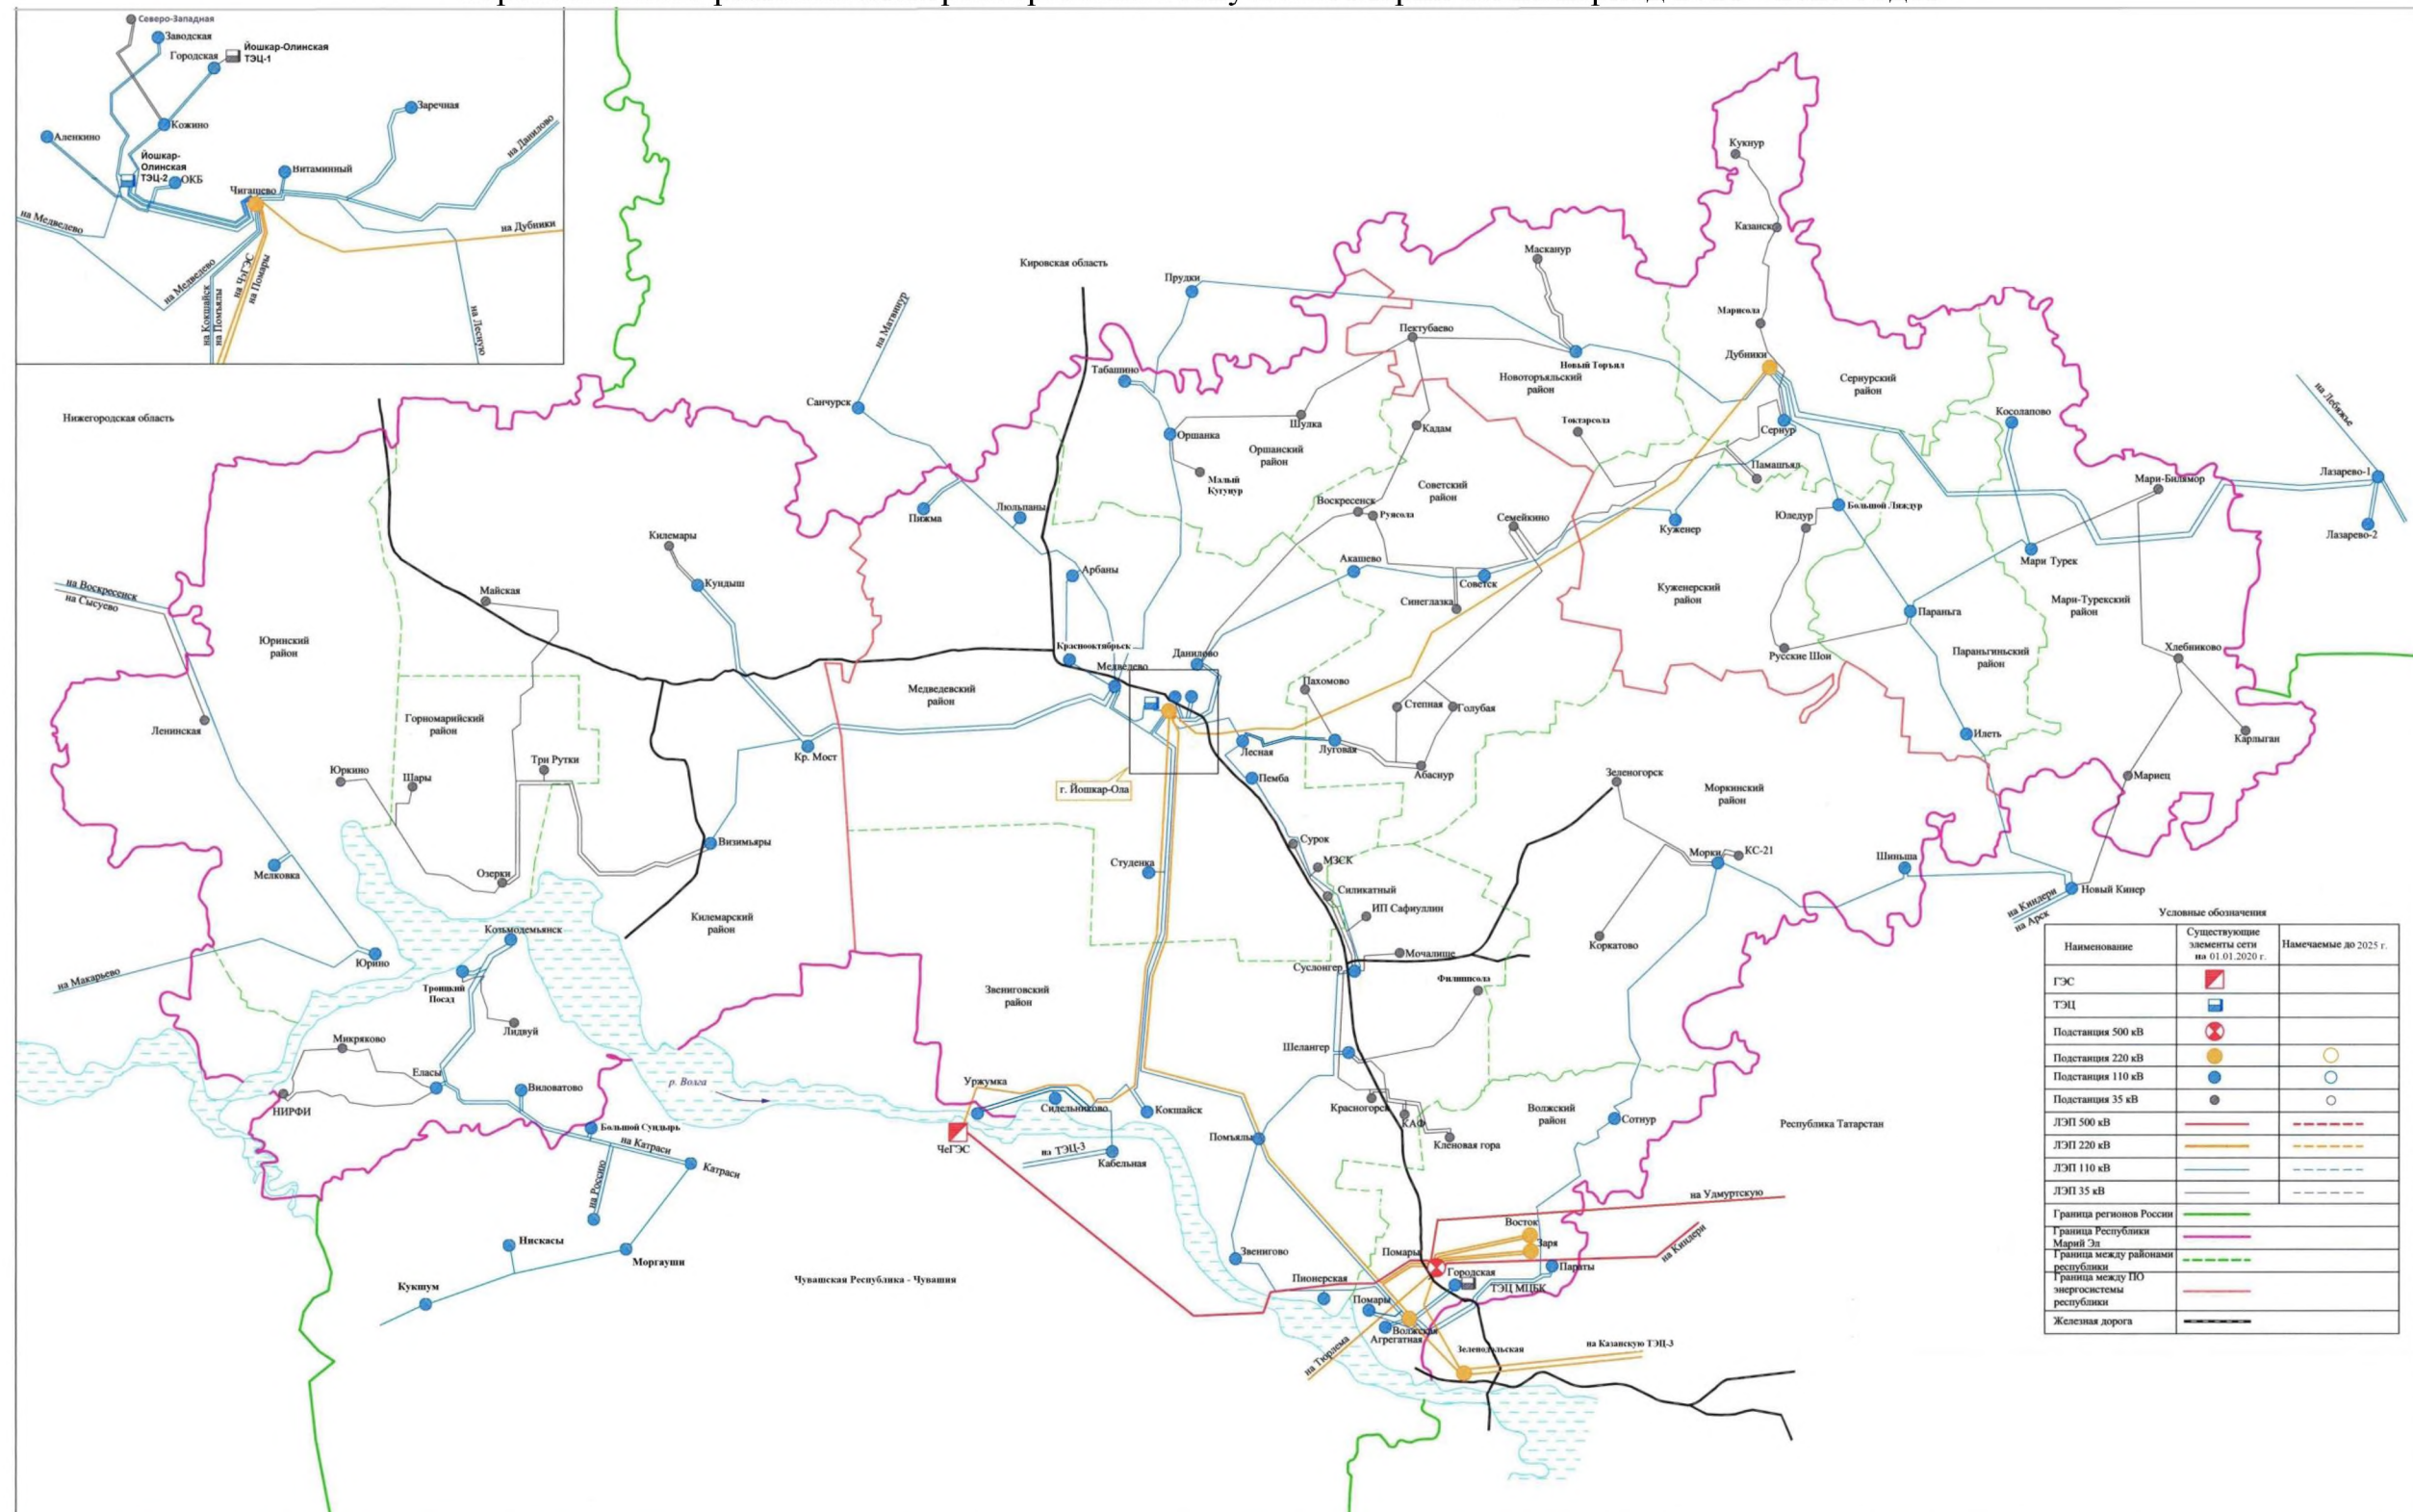 Северо-Западная
Заводская
Городская
Йошкар-Олинская
ТЭЦ-1
Заречная
Аленкино
Кожино
Йошкар-
Олинская
ТЭЦ-2
ОКБ
Нитаминный
Чигашево
на Данилово
на Медведево
на Дубники
на Медведево
на Кокшайск
на Помъялы
на ЧэГЭС
на Помары
на Лесную
Кировская область
Нижегородская область
Кукнур
Казанск
Марисола
Дубники
Сернурский
район
Масканур
Прудки
Пектубаево
Новый Торъял
Новоторъяльский
район
на Матвинур
Санчурск
Табашино
Оршанка
Шулка
Оршанский
район
Малый
Кугунур
Кадам
Токтарсола
Сернур
Памашъял
Косолапово
на Лебяжье
Лазарево-1
Лазарево-2
Мари-Билямор
Советский
район
Воскресенск
Руясола
Семейкино
Куженер
Юледур
Большой Ляждур
Мари Турек
Пижма
Люльпаны
Арбаны
Акашево
Советск
Синеглазка
Куженерский
район
Параньга
Мари-Турекский
район
Килемары
Кундыш
Майская
на Воскресенск
на Сысуево
Юринский
район
Краснооктябрьск
Медведево
Данилово
Русские Шои
Параньгинский
район
Хлебниково
Медведевский
район
Пахомово
Степная
Голубая
Ленинская
Горномарийский
район
Кр. Мост
Лесная
Луговая
Абаснур
Илеть
Карлыган
Пемба
г. Йошкар-Ола
Юркино
Шары
Три Рутки
Зеленогорск
Моркинский
район
Мариец
Визимьяры
Сурок
МЗСК
Студенка
Морки
КС-21
Шиньша
Мелковка
Озерки
Силикатный
ИП Сафиуллин
Новый Кинер
на Киндери
Арск
Килемарский
район
Коркатово
Козьмодемьянск
Юрино
на Макарьево
Троицкий
Посад
Суслонгер
Мочалище
Филиппсола
Звениговский
район
Лидвуй
Микряково
Шелангер
Еласы
НИРФИ
Виловатово
р. Волга
Уржумка
Сидельниково
Кокшайск
Красногорск
КАФ
Кленовая гора
Волжский
район
Сотнур
Республика Татарстан
Большой Сундырь
на Катраси
Катраси
на Россию
ЧеГЭС
на ТЭЦ-3
Кабельная
Помъялы
на Удмуртскую
Восток
Заря
на Киндери
Нискасы
Моргауши
Кукшум
Чувашская Республика - Чувашия
Звенигово
Помары
Пионерская
Городская
ТЭЦ МЦБК
Параты
Помары
Волжская
Агрегатная
на Тюрлема
Зеленодольская
на Казанскую ТЭЦ-3
Условные обозначения
Наименование
Существующие
элементы сети
на 01.01.2020 г.
Намечаемые до 2025 г.
ГЭС
ТЭЦ
Подстанция 500 кВ
Подстанция 220 кВ
Подстанция 110 кВ
Подстанция 35 кВ
ЛЭП 500 кВ
ЛЭП 220 кВ
ЛЭП 110 кВ
ЛЭП 35 кВ
Граница регионов России
Граница Республики
Марий Эл
Граница между районами
республики
Граница между ПО
энергосистемы
республики
Железная дорога